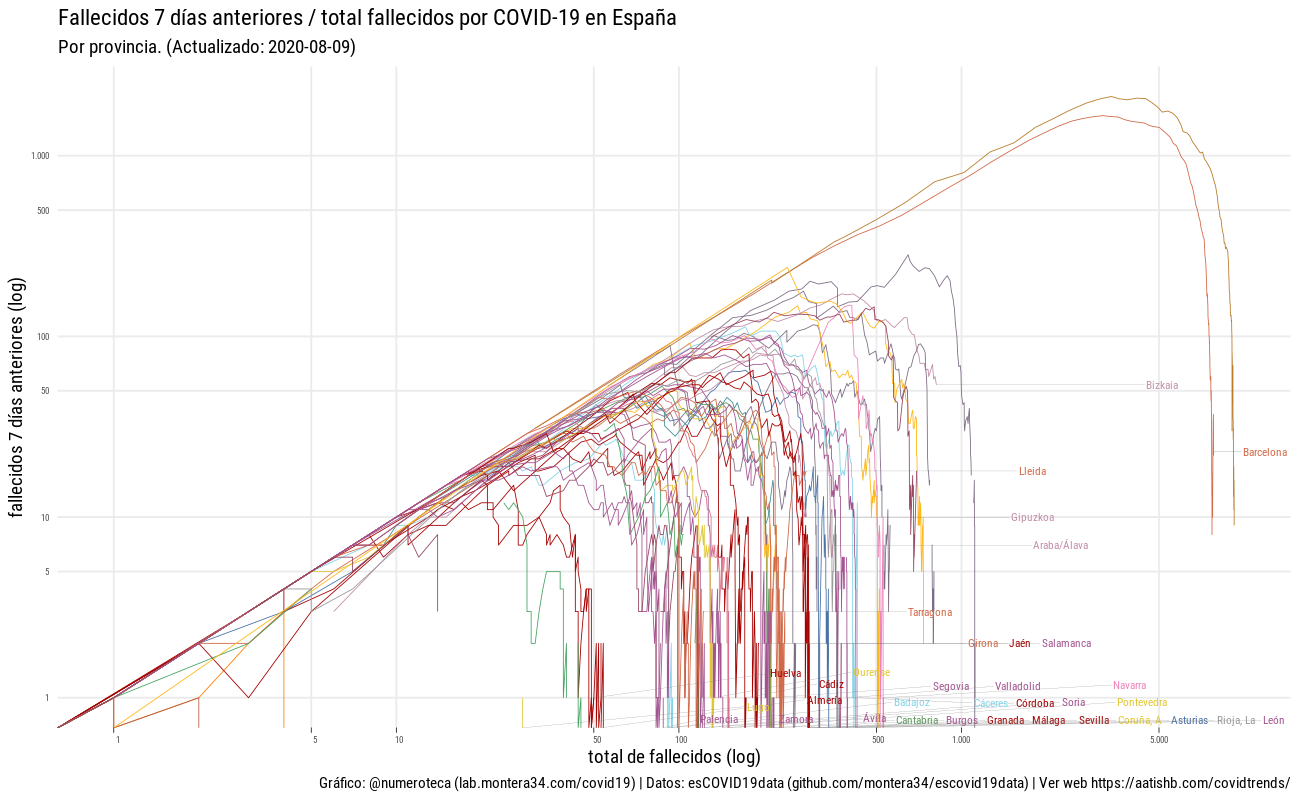 Fallecidos 7 días anteriores / total fallecidos por COVID-19 en España
Por provincia. (Actualizado: 2020-08-09)
fallecidos 7 días anteriores (log)
1.000
500
100
50
10
5
1
Bizkaia
Barcelona
Lleida
Gipuzkoa
Araba/Álava
Tarragona
Girona Jaén Salamanca
Huelva Ourense
Cádiz Segovia Valladolid Navarra
Almería Badajoz Cáceres Córdoba Soria Pontevedra
Lugo
Palencia Zamora Ávila Cantabria Burgos Granada Málaga Sevilla Coruña, A Asturias Rioja, La León
1 5 10 50 100 500 1.000 5.000
total de fallecidos (log)
Gráfico: @numeroteca (lab.montera34.com/covid19) | Datos: esCOVID19data (github.com/montera34/escovid19data) | Ver web https://aatishb.com/covidtrends/